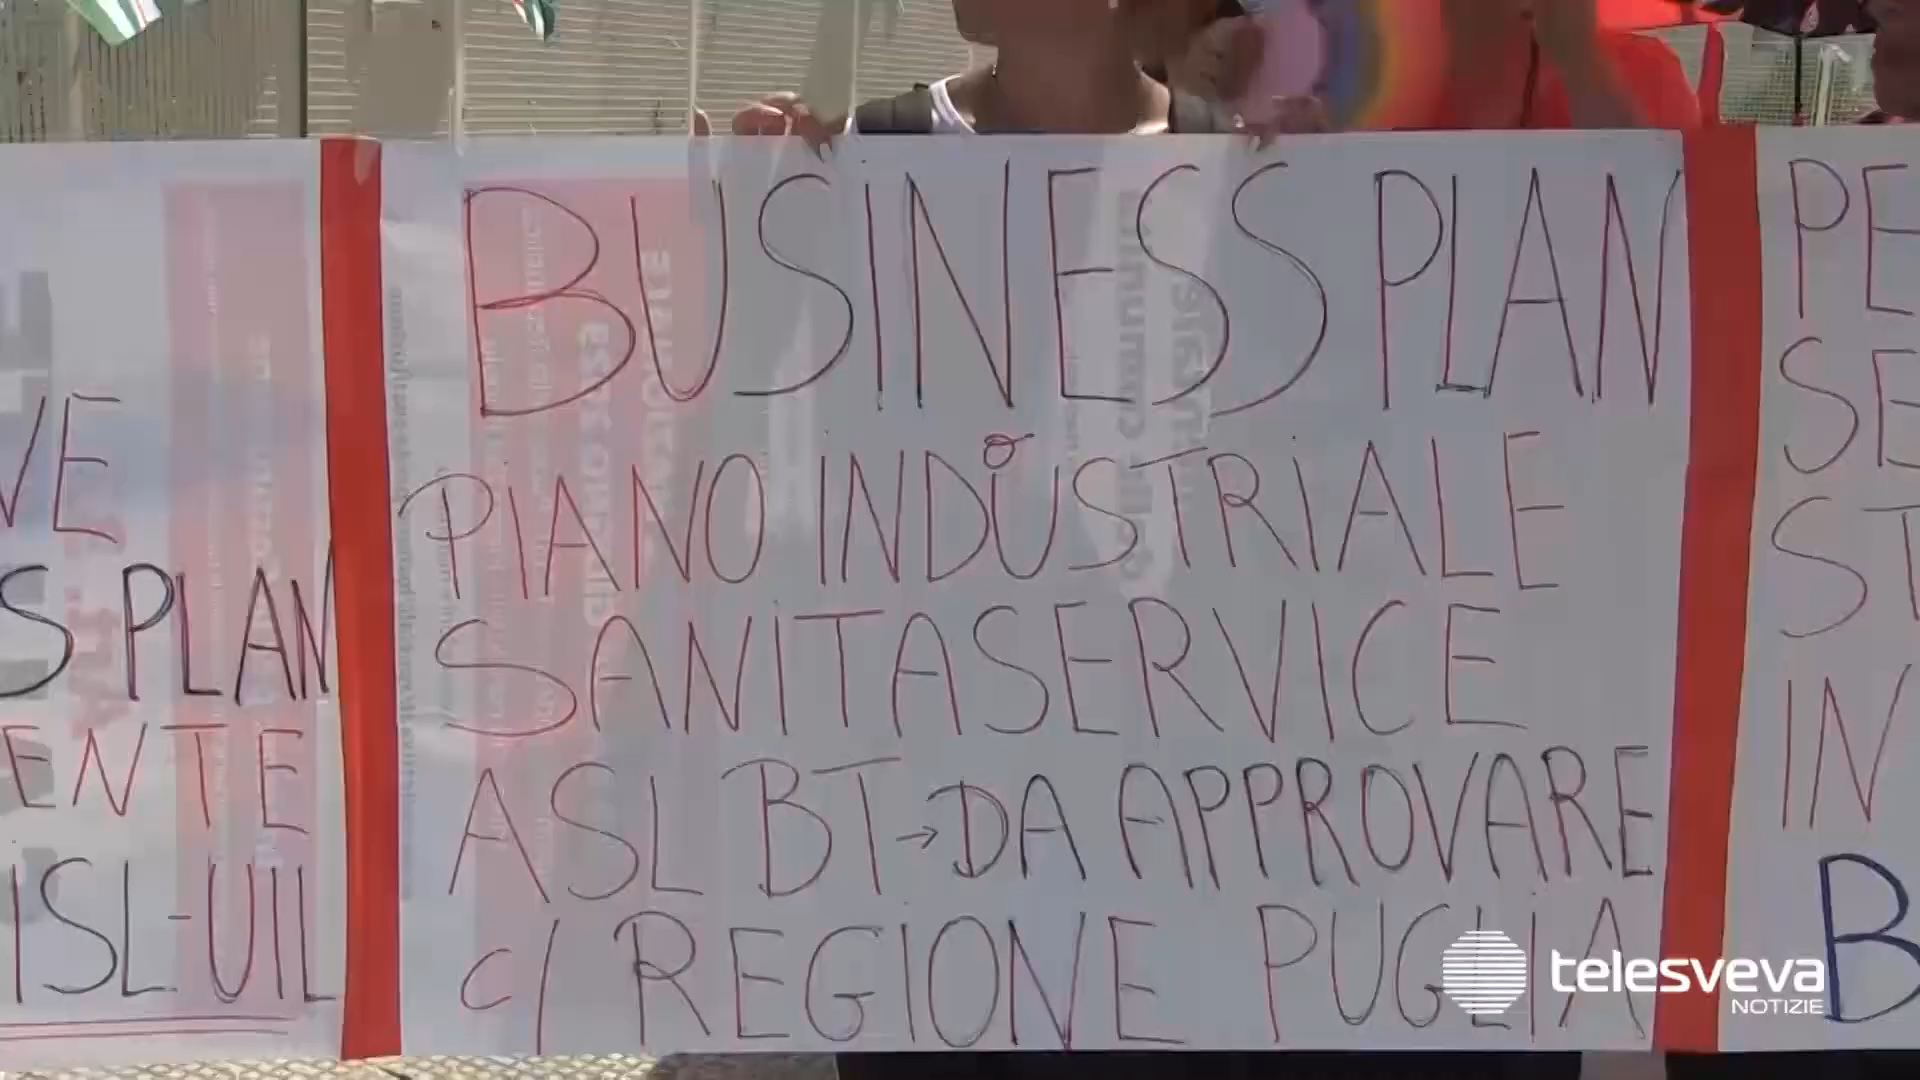 VE
S PLAN
ENTE
ISL-UIL
BUSINESS PLAN
PIANO INDUSTRIALE
SANITASERVICE
ASL BT→DA APPROVARE
C/ REGIONE PUGLIA
PE
SE
ST
IN
B
telesveva
NOTIZIE